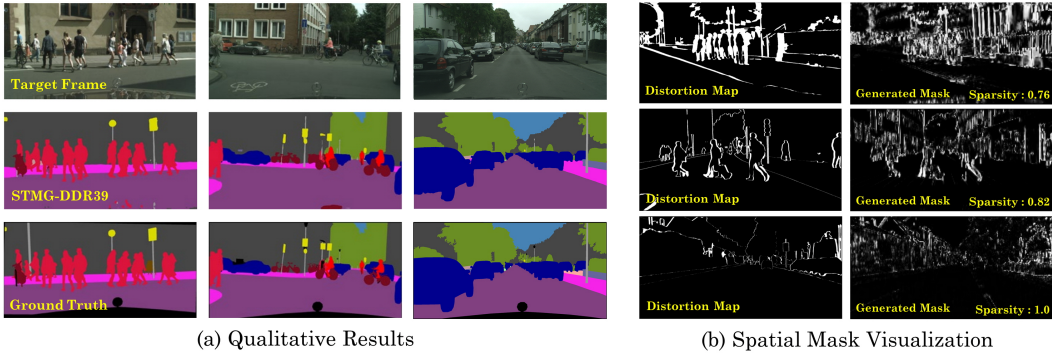 Target Frame
STMG-DDR39
Ground Truth
(a) Qualitative Results
Distortion Map
Generated Mask Sparsity : 0.76
Distortion Map
Generated Mask Sparsity : 0.82
Distortion Map
Generated Mask Sparsity : 1.0
(b) Spatial Mask Visualization